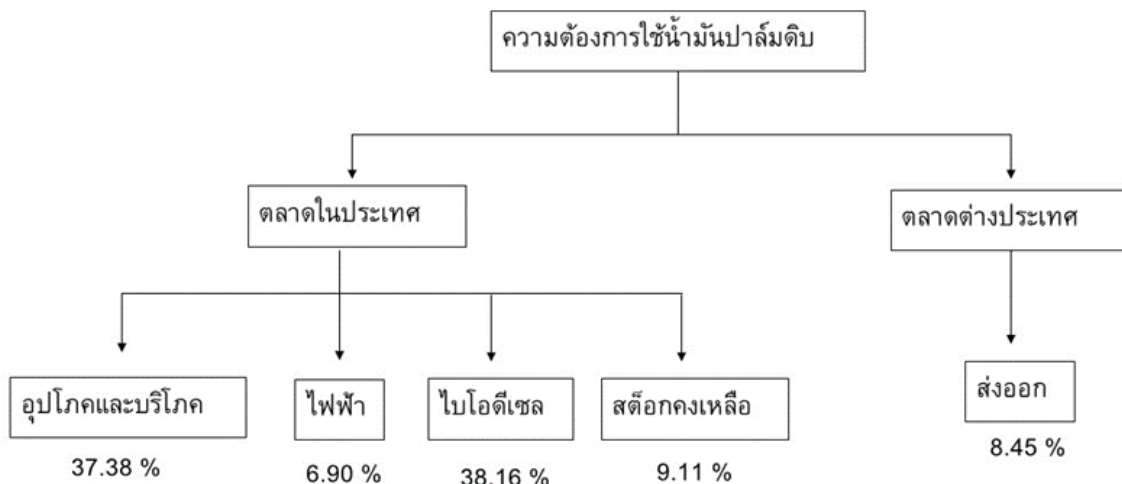 ความต้องการใช้น้ำมันปาล์มดิบ
ตลาดในประเทศ
ตลาดต่างประเทศ
อุปโภคและบริโภค
ไฟฟ้า
ไบโอดีเซล
สต็อกคงเหลือ
ส่งออก
37.38 %
6.90 %
38.16 %
9.11 %
8.45 %